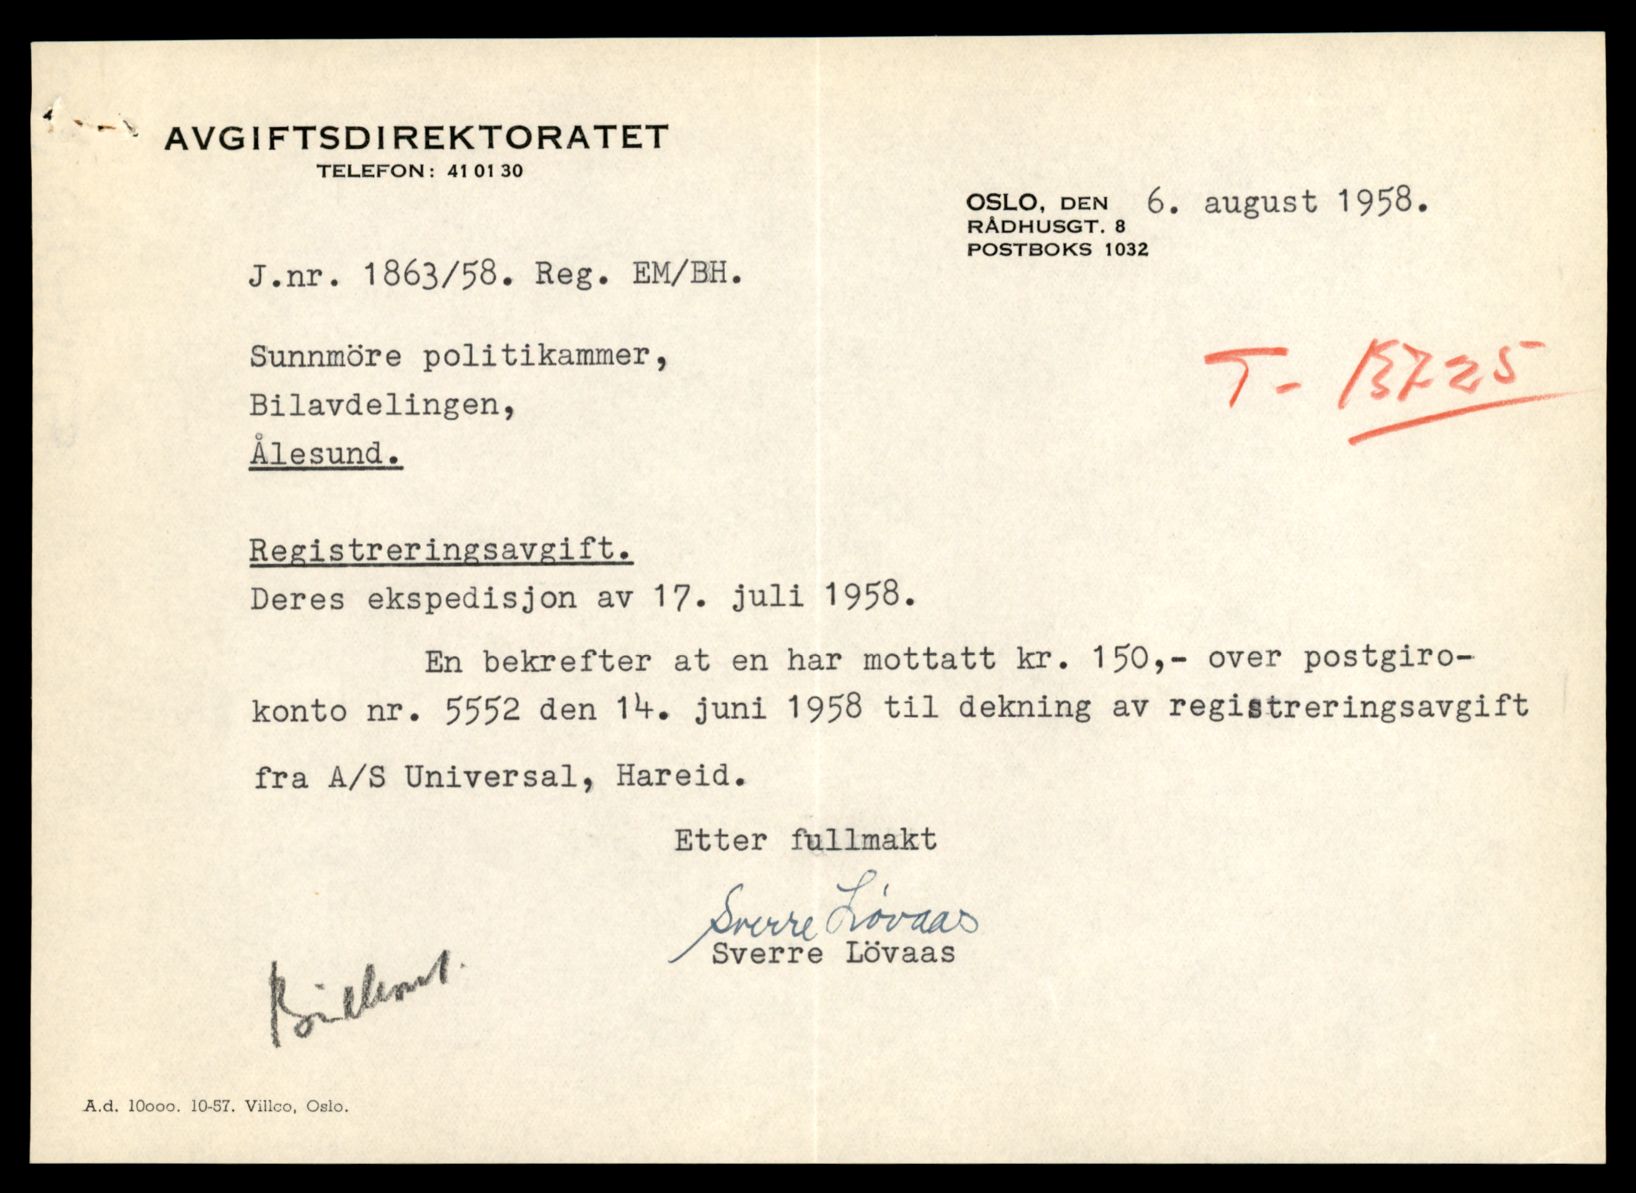 AVGIFTSDIREKTORATET
TELEFON: 41 01 30
OSLO, DEN 6. august 1958.
RÅDHUSGT. 8
POSTBOKS 1032
J.nr. 1863/58. Reg. EM/BH.
Sunnmöre politikammer,
Bilavdelingen,
Ålesund.
T- 13725
Registreringsavgift.
Deres ekspedisjon av 17. juli 1958.
En bekrefter at en har mottatt kr. 150,- over postgiro-
konto nr. 5552 den 14. juni 1958 til dekning av registreringsavgift
fra A/S Universal, Hareid.
Etter fullmakt
Sverre Lövaas
Sverre Lövaas
A.d. 10ooo. 10-57. Villco, Oslo.